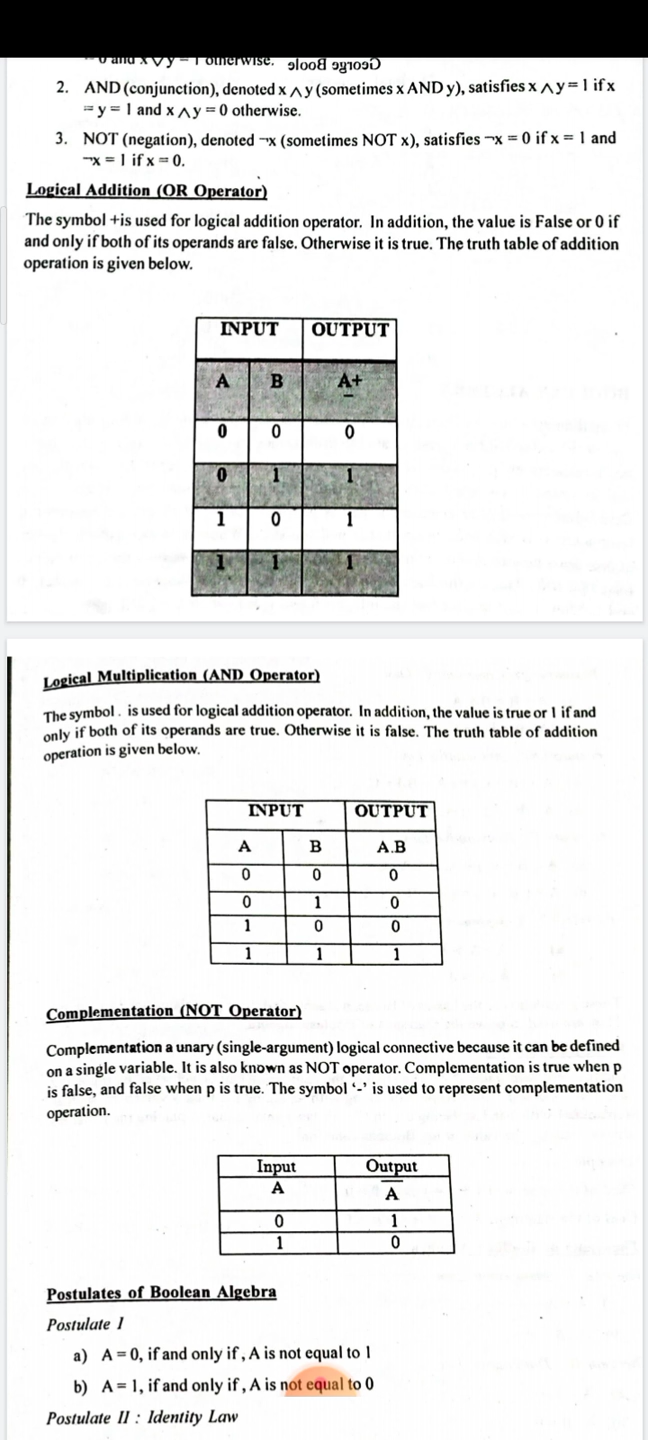 = 0 and x ∨ y = 1 otherwise. George Boole
2. AND (conjunction), denoted x ∧ y (sometimes x AND y), satisfies x ∧ y = 1 if x
= y = 1 and x ∧ y = 0 otherwise.
3. NOT (negation), denoted ¬x (sometimes NOT x), satisfies ¬x = 0 if x = 1 and
¬x = 1 if x = 0.
Logical Addition (OR Operator)
The symbol +is used for logical addition operator. In addition, the value is False or 0 if
and only if both of its operands are false. Otherwise it is true. The truth table of addition
operation is given below.
INPUT OUTPUT
A B A+
0 0 0
0 1 1
1 0 1
1 1 1
Logical Multiplication (AND Operator)
The symbol . is used for logical addition operator. In addition, the value is true or 1 if and
only if both of its operands are true. Otherwise it is false. The truth table of addition
operation is given below.
INPUT OUTPUT
A B A.B
0 0 0
0 1 0
1 0 0
1 1 1
Complementation (NOT Operator)
Complementation a unary (single-argument) logical connective because it can be defined
on a single variable. It is also known as NOT operator. Complementation is true when p
is false, and false when p is true. The symbol ‘-’ is used to represent complementation
operation.
Input Output
A A̅
0 1
1 0
Postulates of Boolean Algebra
Postulate I
a) A = 0, if and only if , A is not equal to 1
b) A = 1, if and only if , A is not equal to 0
Postulate II : Identity Law